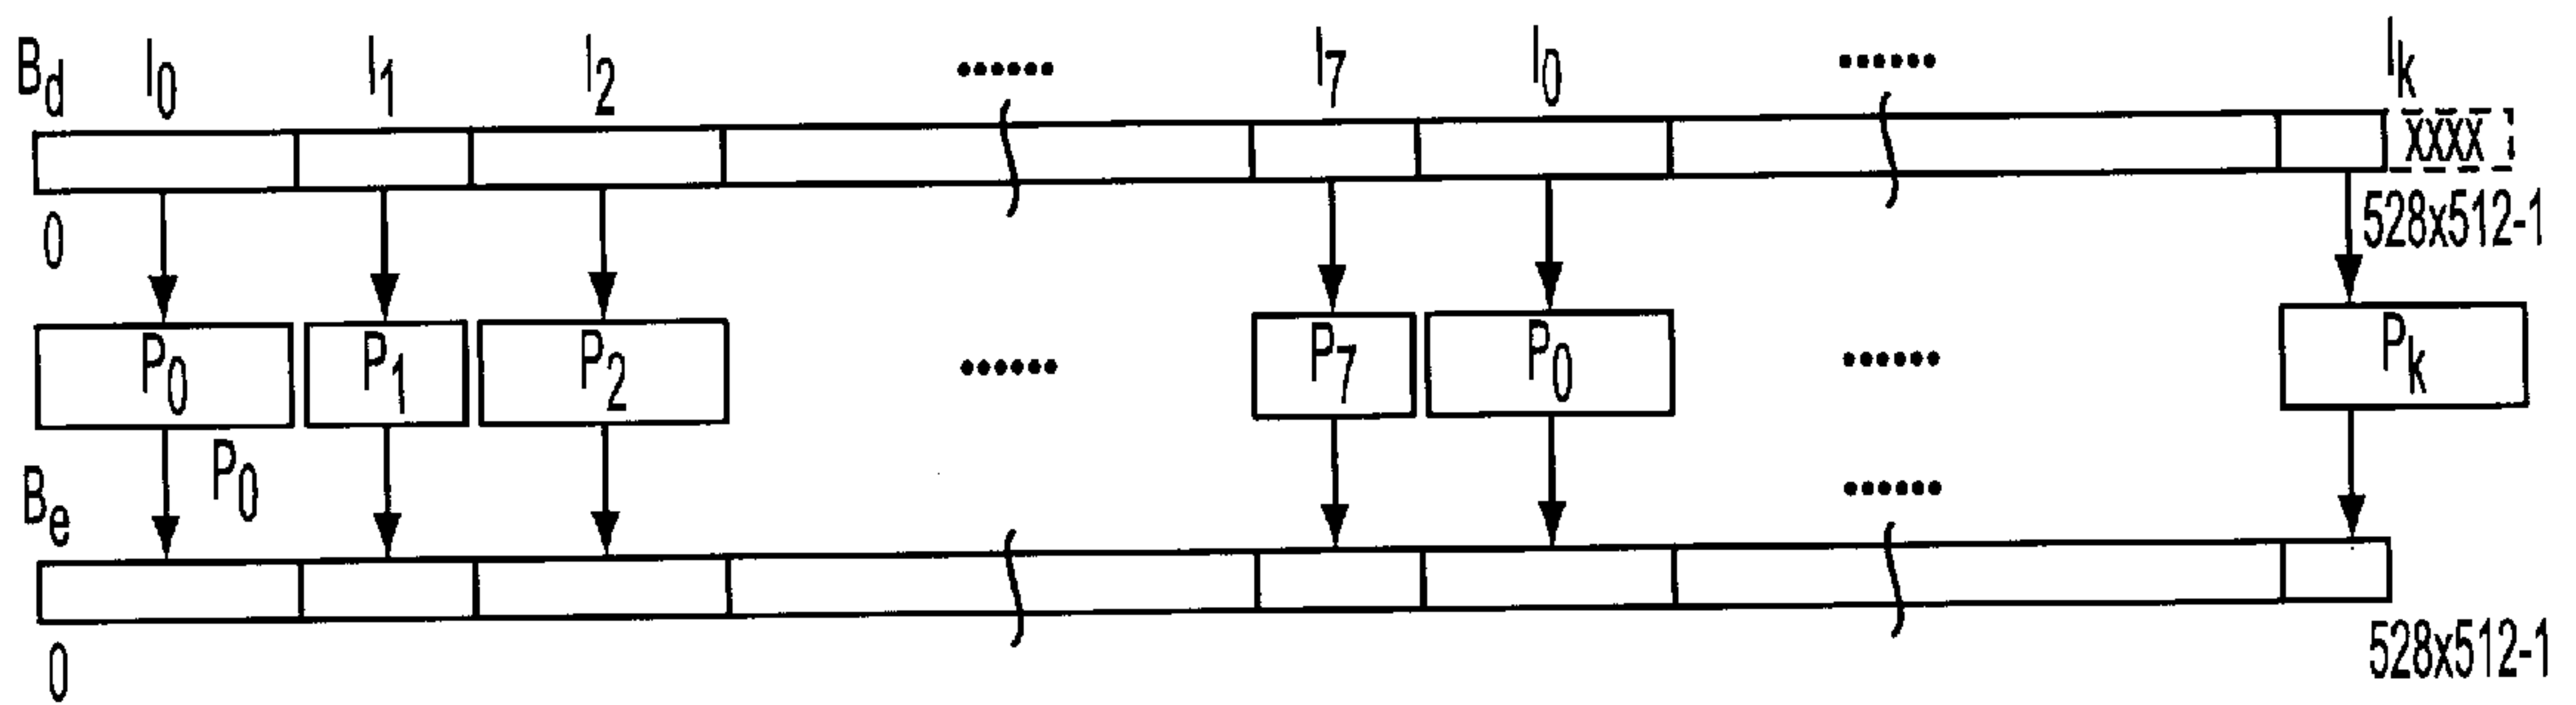 Bd I0 I1 I2 ...... I7 I0 ...... Ik
xxxx
0 528x512-1
P0 P1 P2 ...... P7 P0 ...... Pk
P0
Be ......
0 528x512-1